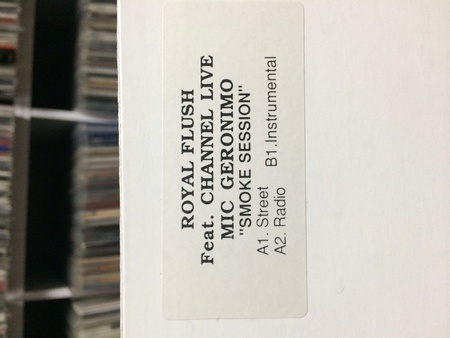 ROYAL FLUSH
Feat. CHANNEL LIVE
MIC GERONIMO
"SMOKE SESSION"
A1. Street B1.Instrumental
A2. Radio